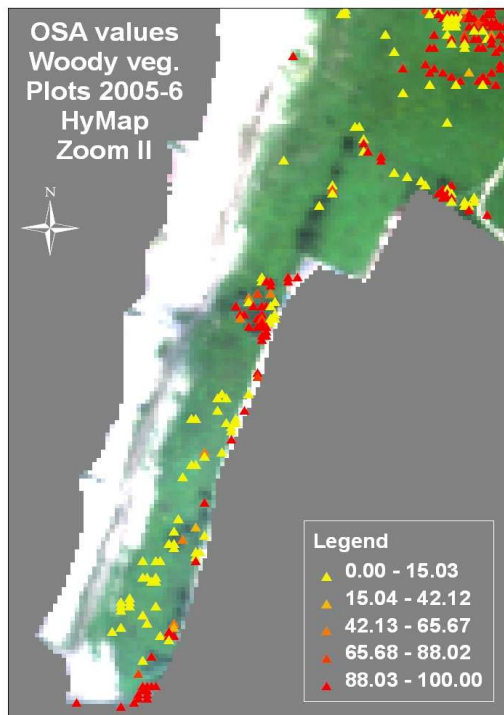 OSA values
Woody veg.
Plots 2005-6
HyMap
Zoom II
N
Legend
0.00 - 15.03
15.04 - 42.12
42.13 - 65.67
65.68 - 88.02
88.03 - 100.00